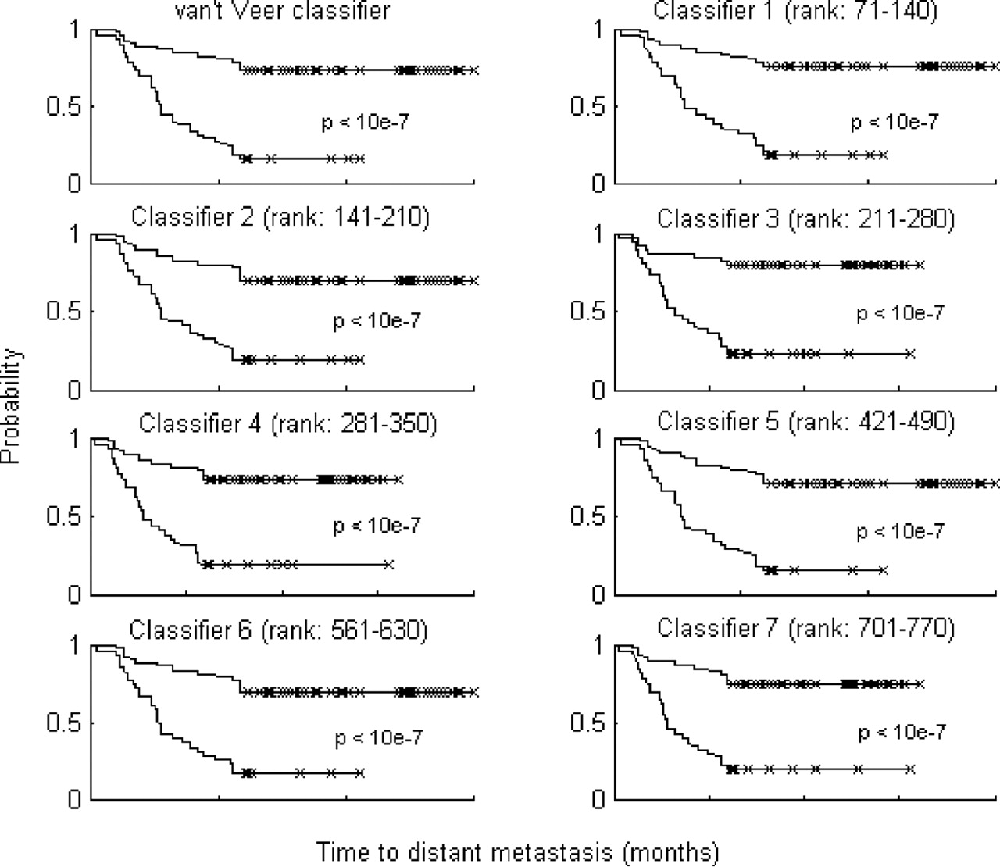 van't Veer classifier
Classifier 1 (rank: 71-140)
1
0.5
0
p < 10e-7
1
0.5
0
p < 10e-7
Classifier 2 (rank: 141-210)
Classifier 3 (rank: 211-280)
1
0.5
0
p < 10e-7
1
0.5
0
p < 10e-7
Probability
Classifier 4 (rank: 281-350)
Classifier 5 (rank: 421-490)
1
0.5
0
p < 10e-7
1
0.5
0
p < 10e-7
Classifier 6 (rank: 561-630)
Classifier 7 (rank: 701-770)
1
0.5
0
p < 10e-7
1
0.5
0
p < 10e-7
Time to distant metastasis (months)